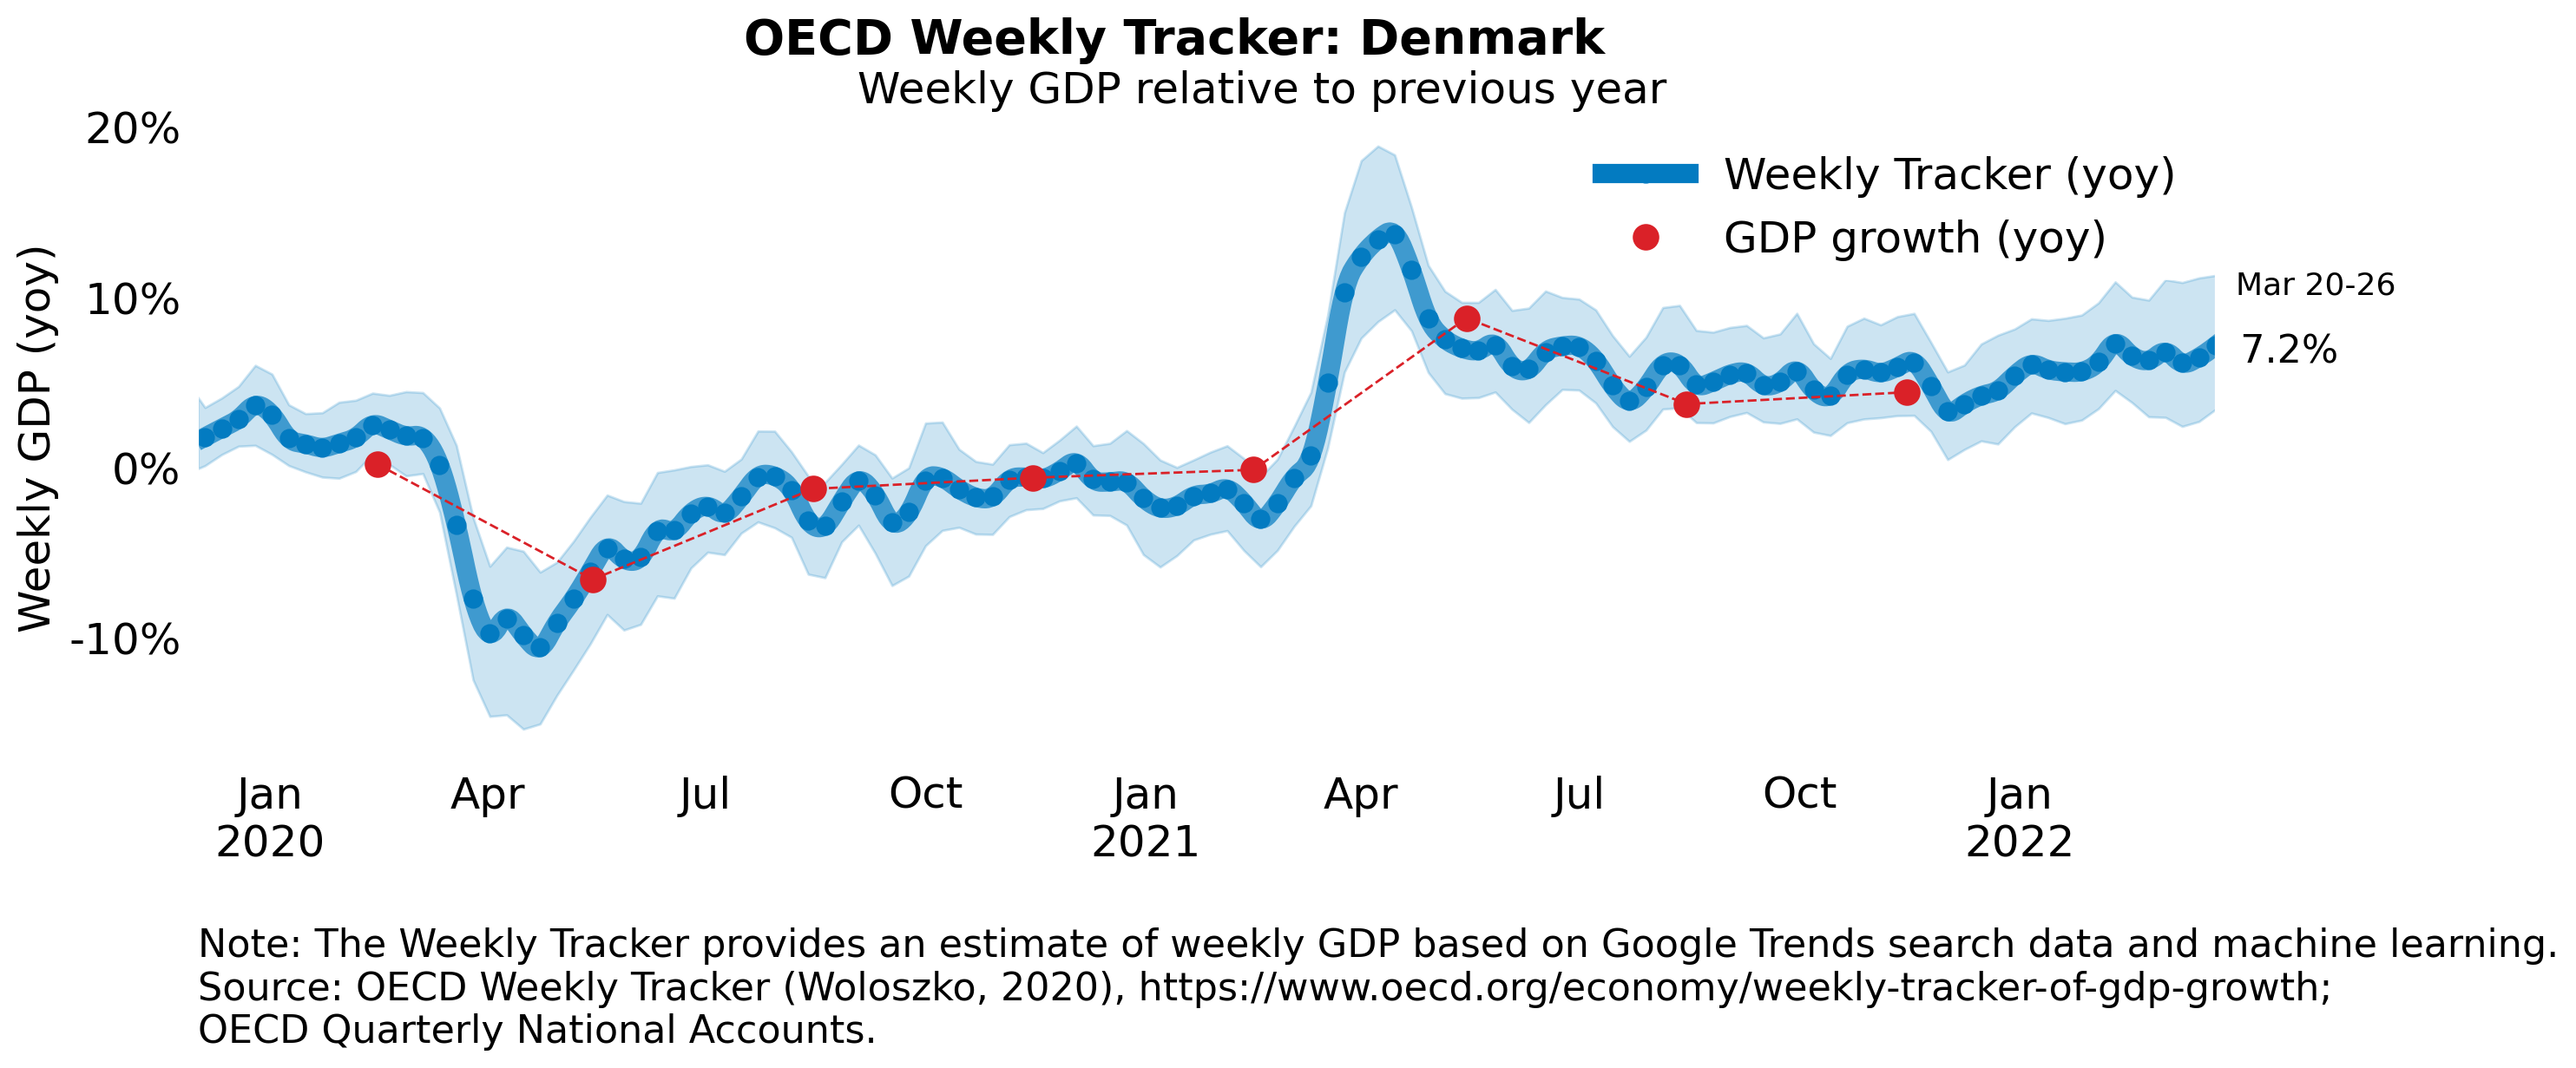 OECD Weekly Tracker: Denmark
Weekly GDP relative to previous year
20%
10%
0%
-10%
Weekly GDP (yoy)
Weekly Tracker (yoy)
GDP growth (yoy)
Mar 20-26
7.2%
Jan Apr Jul Oct Jan Apr Jul Oct Jan
2020 2021 2022
Note: The Weekly Tracker provides an estimate of weekly GDP based on Google Trends search data and machine learning.
Source: OECD Weekly Tracker (Woloszko, 2020), https://www.oecd.org/economy/weekly-tracker-of-gdp-growth;
OECD Quarterly National Accounts.